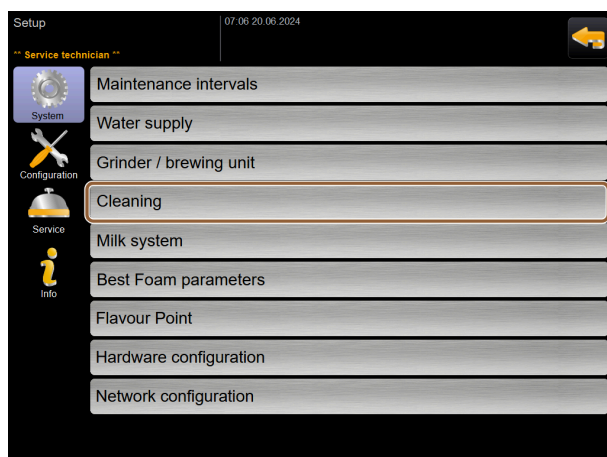 Setup
07:06 20.06.2024
** Service technician **
System
Configuration
Service
Info
Maintenance intervals
Water supply
Grinder / brewing unit
Cleaning
Milk system
Best Foam parameters
Flavour Point
Hardware configuration
Network configuration